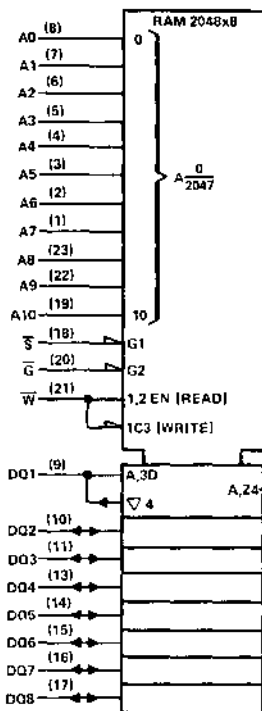 RAM 2048x8
A0 (8) 0
A1 (7)
A2 (6)
A3 (5)
A4 (4)
A5 (3) A 0/2047
A6 (2)
A7 (1)
A8 (23)
A9 (22)
A10 (19) 10
S̅ (18) G1
G̅ (20) G2
W̅ (21) 1,2 EN [READ]
1C3 [WRITE]
DQ1 (9) A,3D
A,Z4
▽ 4
DQ2 (10)
DQ3 (11)
DQ4 (13)
DQ5 (14)
DQ6 (15)
DQ7 (16)
DQ8 (17)